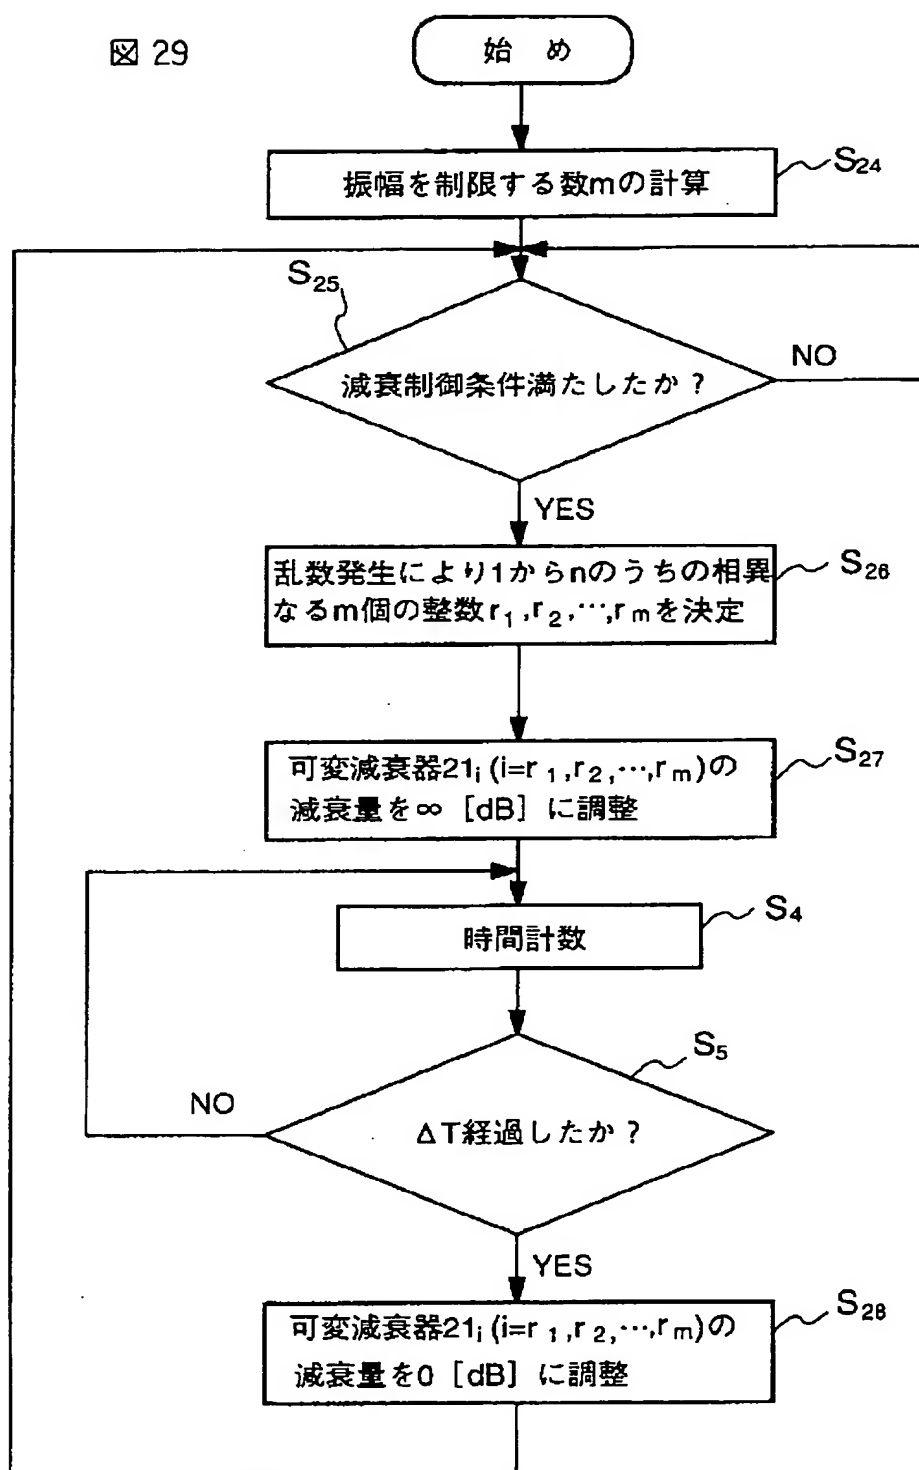 図 29
始 め
振幅を制限する数mの計算
S24
S25
減衰制御条件満たしたか?
NO
YES
乱数発生により1からnのうちの相異
なるm個の整数r1,r2,…,rmを決定
S26
可変減衰器21i(i=r1,r2,…,rm)の
減衰量を∞ [dB] に調整
S27
時間計数
S4
S5
ΔT経過したか?
NO
YES
可変減衰器21i(i=r1,r2,…,rm)の
減衰量を0 [dB] に調整
S28